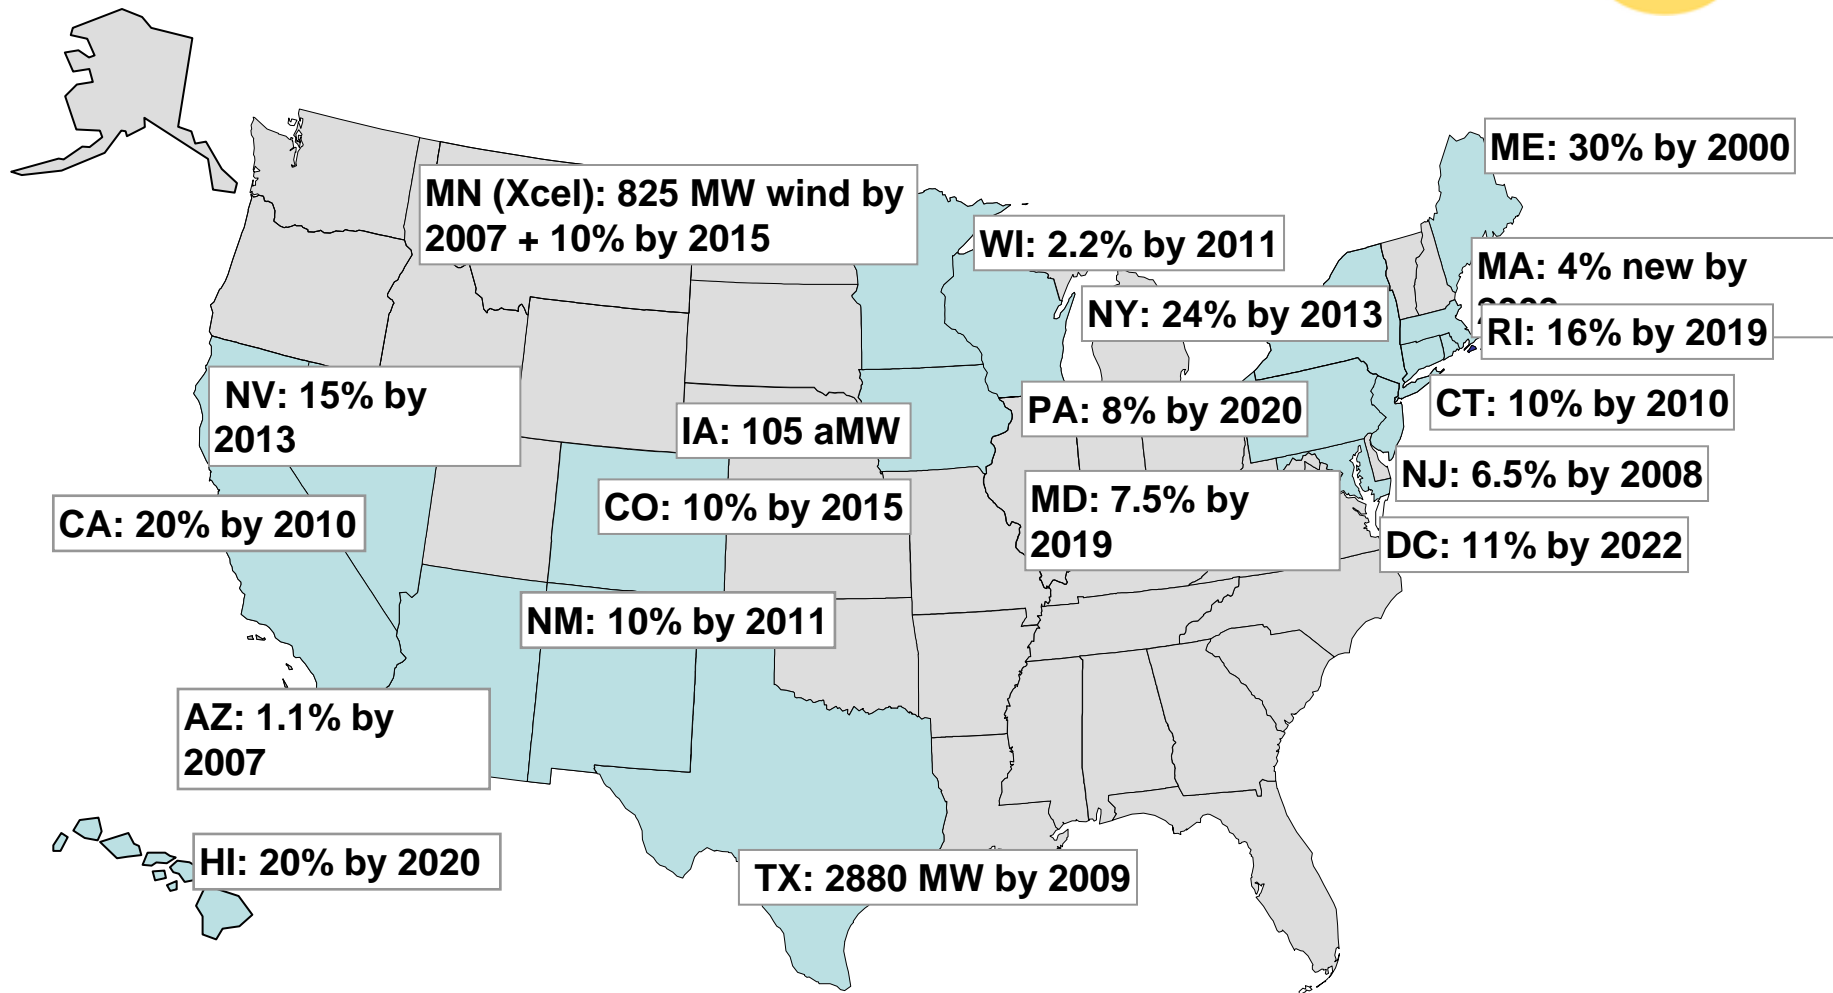 ME: 30% by 2000
MN (Xcel): 825 MW wind by
2007 + 10% by 2015
WI: 2.2% by 2011
MA: 4% new by
NY: 24% by 2013
RI: 16% by 2019
NV: 15% by
2013
IA: 105 aMW
PA: 8% by 2020
CT: 10% by 2010
CA: 20% by 2010
CO: 10% by 2015
MD: 7.5% by
2019
NJ: 6.5% by 2008
DC: 11% by 2022
NM: 10% by 2011
AZ: 1.1% by
2007
HI: 20% by 2020
TX: 2880 MW by 2009